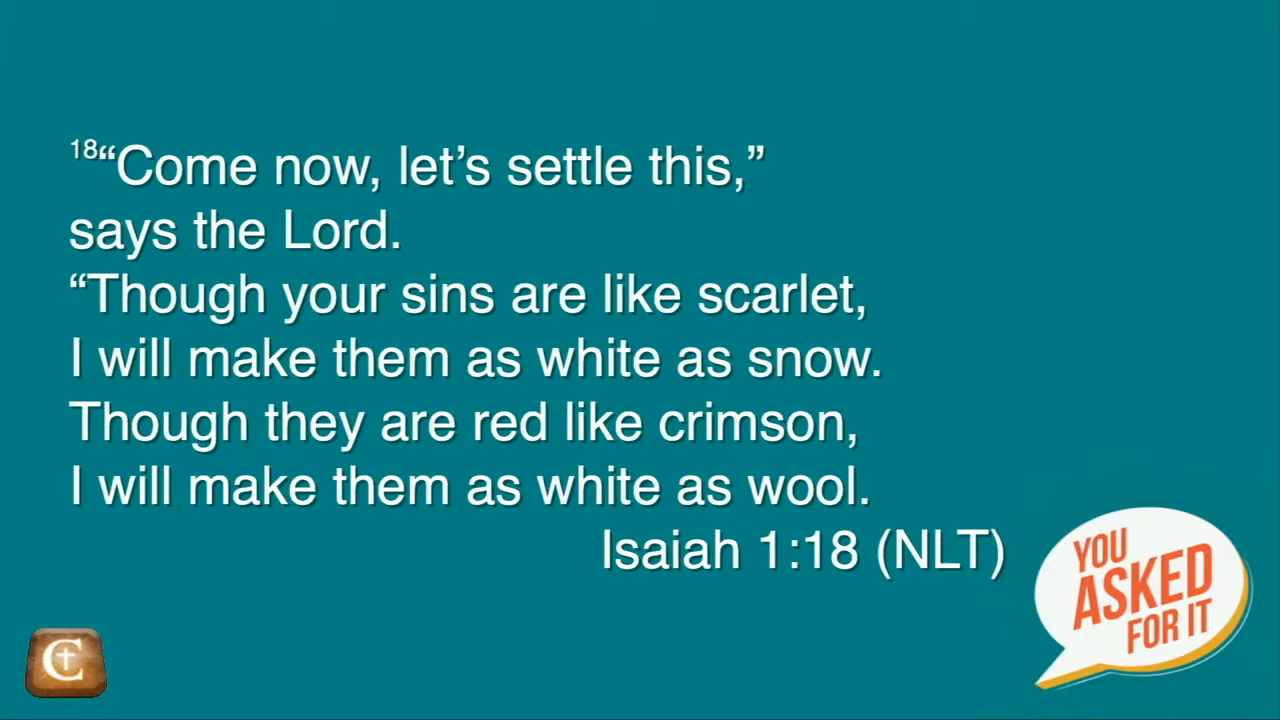 18“Come now, let’s settle this,”
says the Lord.
“Though your sins are like scarlet,
I will make them as white as snow.
Though they are red like crimson,
I will make them as white as wool.
Isaiah 1:18 (NLT)
YOU
ASKED
FOR IT
C